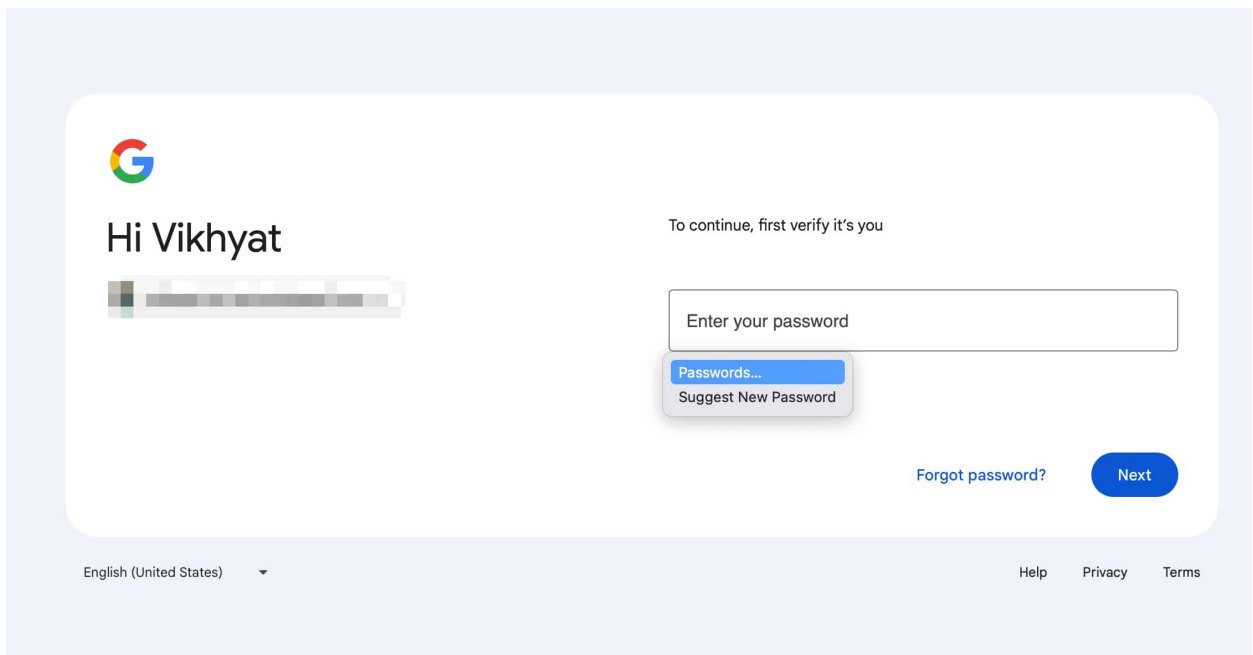 Hi Vikhyat
To continue, first verify it’s you
Enter your password
Passwords...
Suggest New Password
Forgot password?
Next
English (United States)
Help
Privacy
Terms